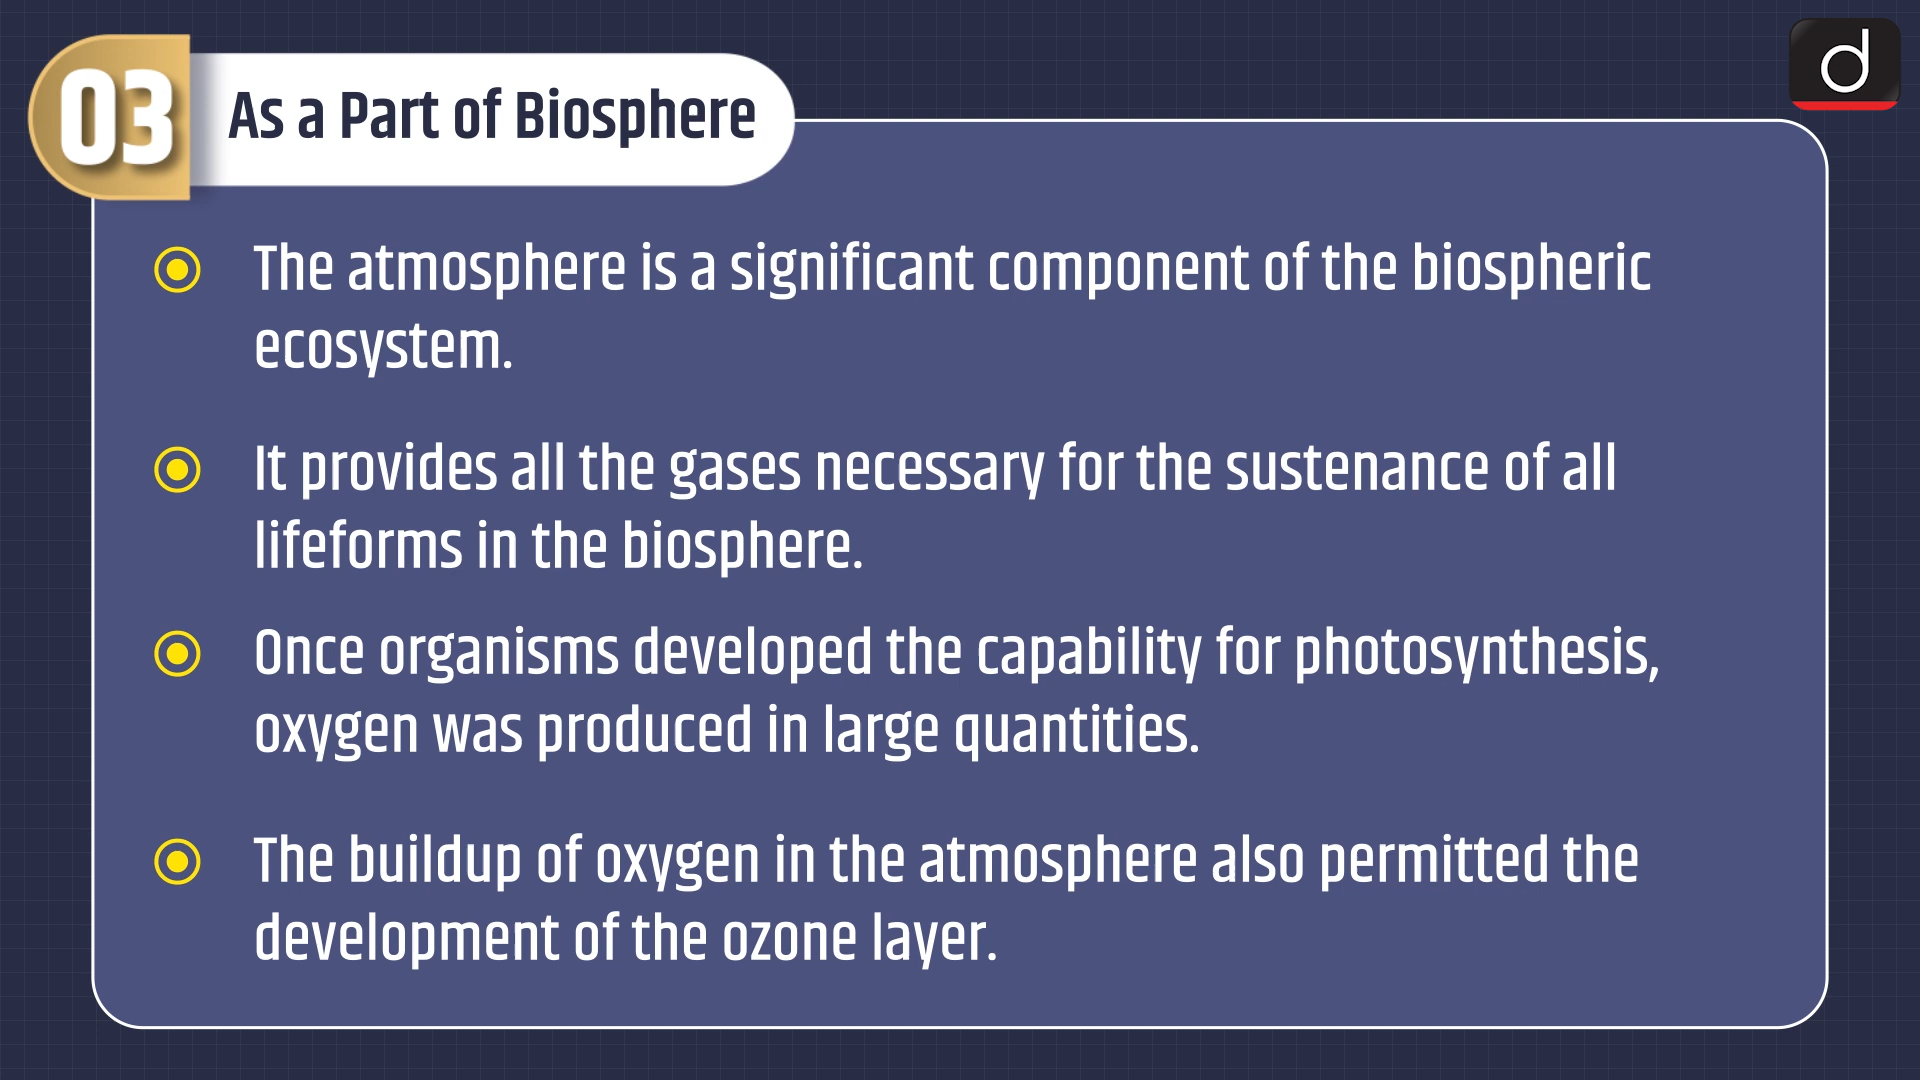 03
As a Part of Biosphere
d
The atmosphere is a significant component of the biospheric
ecosystem.
It provides all the gases necessary for the sustenance of all
lifeforms in the biosphere.
Once organisms developed the capability for photosynthesis,
oxygen was produced in large quantities.
The buildup of oxygen in the atmosphere also permitted the
development of the ozone layer.